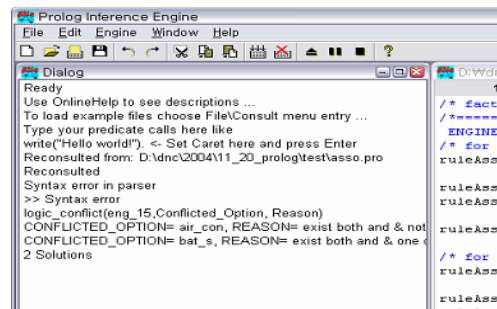 Prolog Inference Engine
File Edit Engine Window Help
Dialog
Ready
Use OnlineHelp to see descriptions ...
To load example files choose File\Consult menu entry ...
Type your predicate calls here like
write("Hello world!"). <- Set Caret here and press Enter
Reconsulted from: D:\dnc\2004\11_20_prolog\test\asso.pro
Reconsulted
Syntax error in parser
>> Syntax error
logic_conflict(eng_15,Conflicted_Option, Reason)
CONFLICTED_OPTION= air_con, REASON= exist both and & not
CONFLICTED_OPTION= bat_s, REASON= exist both and & one
2 Solutions
D:\
/* fact
/*=====
ENGINE
/* for
ruleAss
ruleAss
ruleAss
ruleAss
/* for
ruleAss
ruleAss